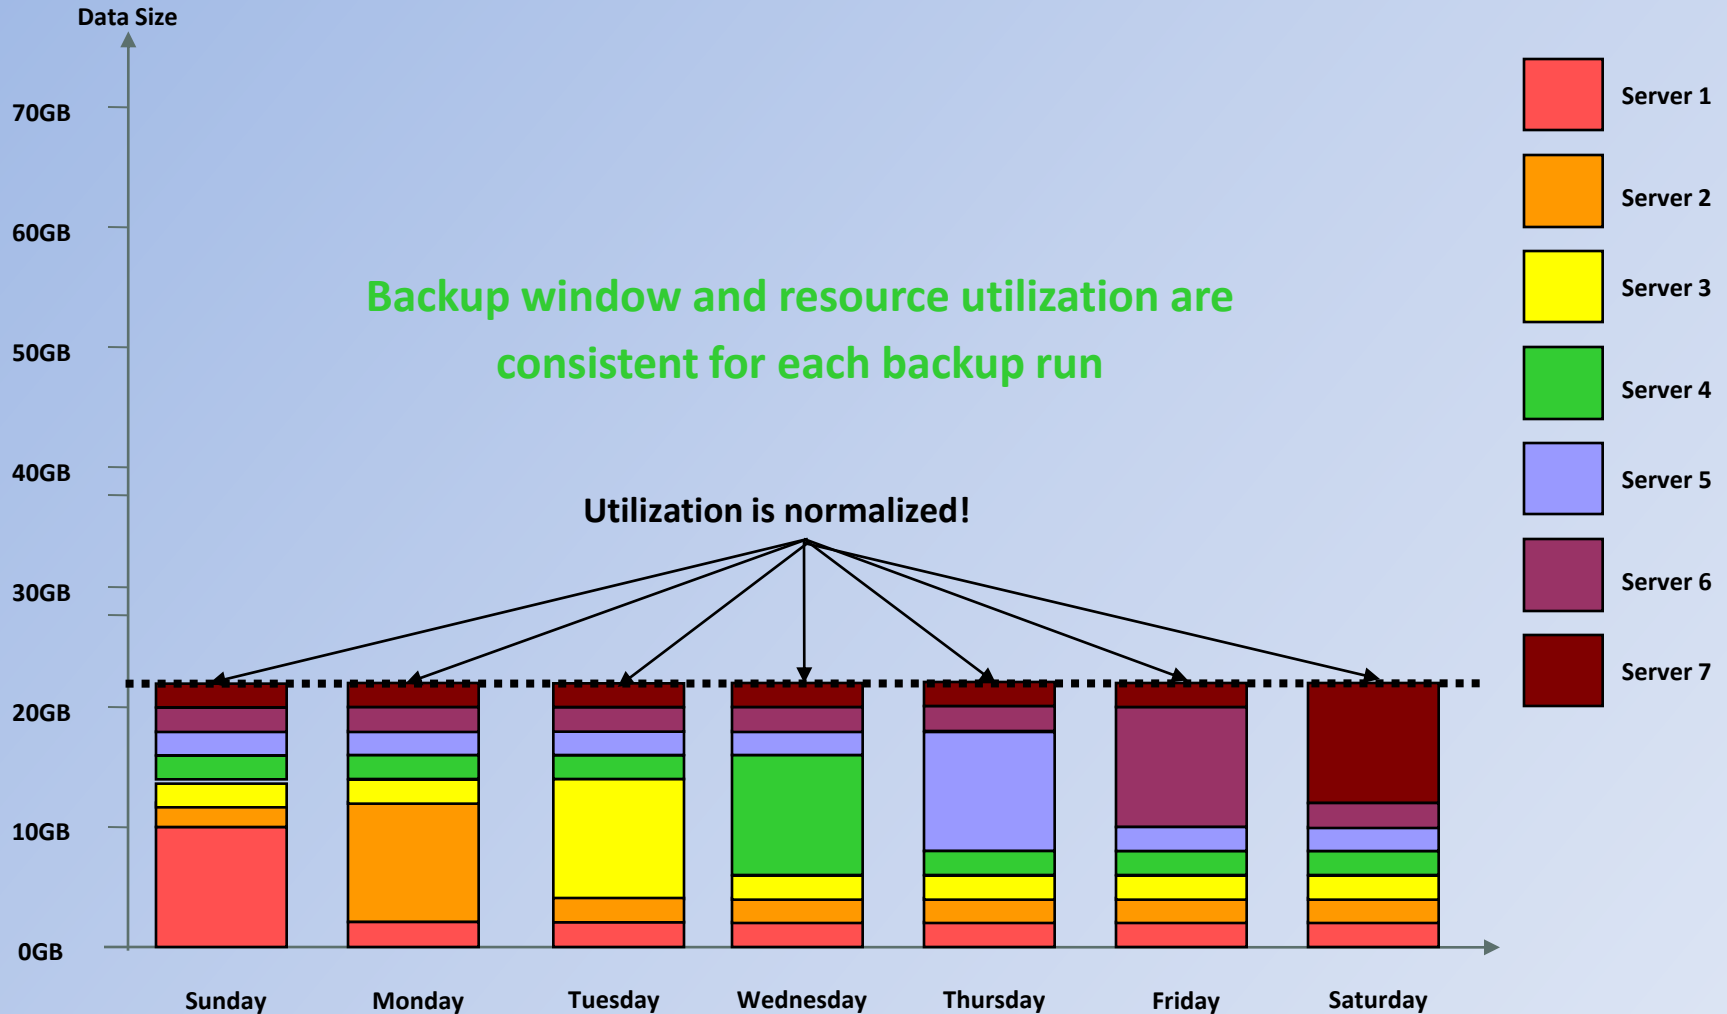 Data Size
70GB
60GB
50GB
40GB
30GB
20GB
10GB
0GB
Backup window and resource utilization are
consistent for each backup run
Utilization is normalized!
Sunday
Monday
Tuesday
Wednesday
Thursday
Friday
Saturday
Server 1
Server 2
Server 3
Server 4
Server 5
Server 6
Server 7